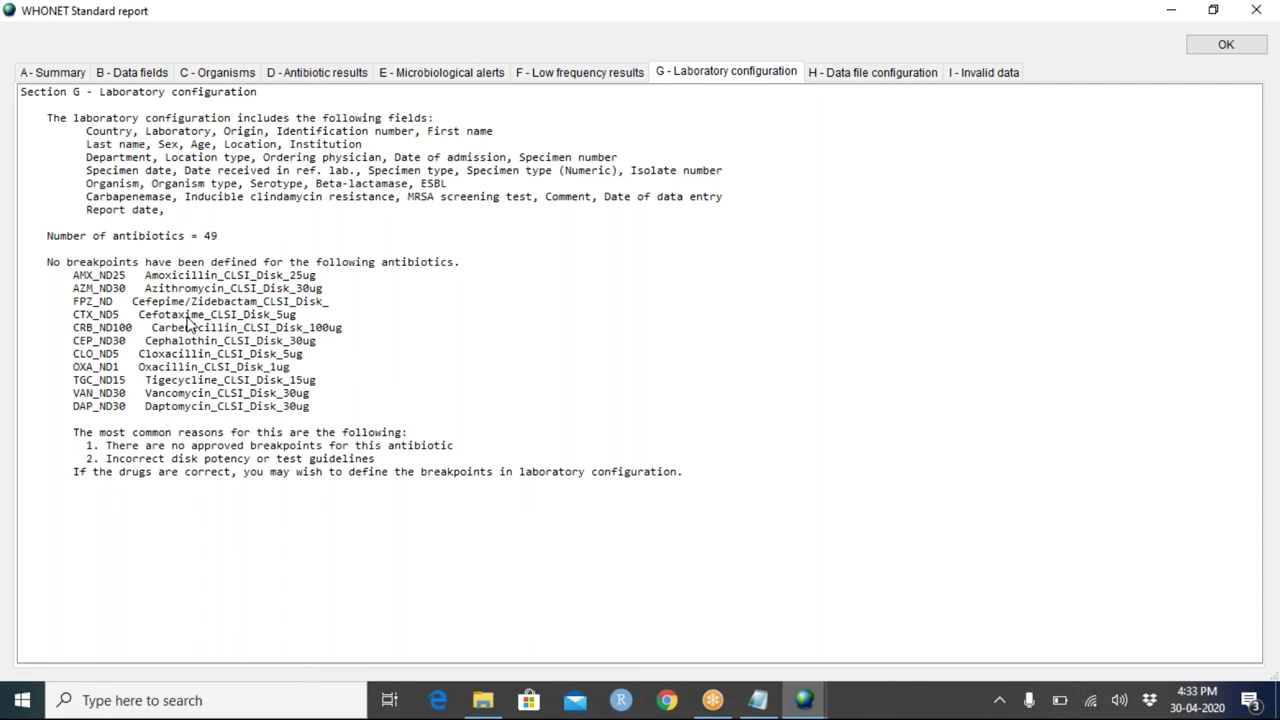 WHONET Standard report
OK
A - Summary
B - Data fields
C - Organisms
D - Antibiotic results
E - Microbiological alerts
F - Low frequency results
G - Laboratory configuration
H - Data file configuration
I - Invalid data
Section G - Laboratory configuration
The laboratory configuration includes the following fields:
Country, Laboratory, Origin, Identification number, First name
Last name, Sex, Age, Location, Institution
Department, Location type, Ordering physician, Date of admission, Specimen number
Specimen date, Date received in ref. lab., Specimen type, Specimen type (Numeric), Isolate number
Organism, Organism type, Serotype, Beta-lactamase, ESBL
Carbapenemase, Inducible clindamycin resistance, MRSA screening test, Comment, Date of data entry
Report date,
Number of antibiotics = 49
No breakpoints have been defined for the following antibiotics.
AMX_ND25 Amoxicillin_CLSI_Disk_25ug
AZM_ND30 Azithromycin_CLSI_Disk_30ug
FPZ_ND Cefepime/Zidebactam_CLSI_Disk_
CTX_ND5 Cefotaxime_CLSI_Disk_5ug
CRB_ND100 Carbenicillin_CLSI_Disk_100ug
CEP_ND30 Cephalothin_CLSI_Disk_30ug
CLO_ND5 Cloxacillin_CLSI_Disk_5ug
OXA_ND1 Oxacillin_CLSI_Disk_1ug
TGC_ND15 Tigecycline_CLSI_Disk_15ug
VAN_ND30 Vancomycin_CLSI_Disk_30ug
DAP_ND30 Daptomycin_CLSI_Disk_30ug
The most common reasons for this are the following:
1. There are no approved breakpoints for this antibiotic
2. Incorrect disk potency or test guidelines
If the drugs are correct, you may wish to define the breakpoints in laboratory configuration.
Type here to search
4:33 PM
30-04-2020
3